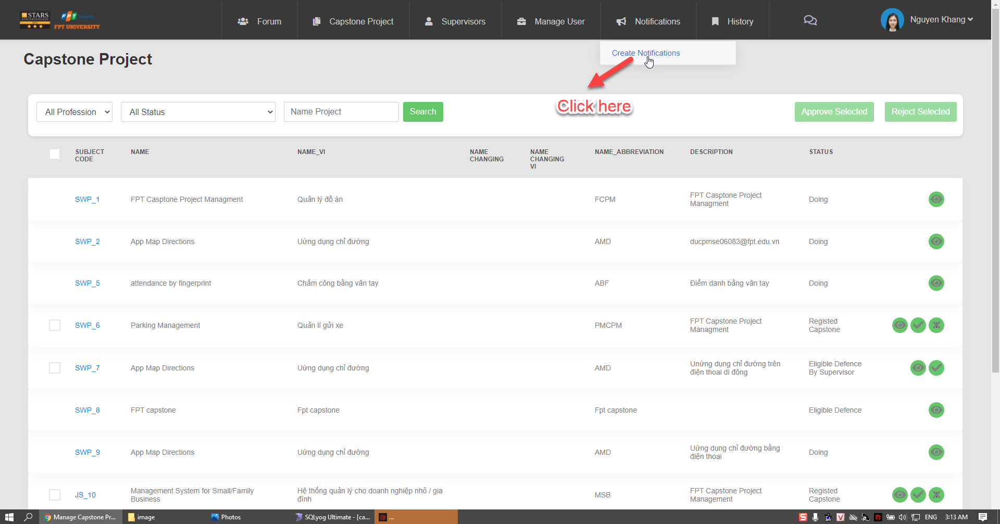 STARS
FPT Education
FPT UNIVERSITY
Forum
Capstone Project
Supervisors
Manage User
Notifications
History
Nguyen Khang
Create Notifications
Capstone Project
Click here
All Profession
All Status
Name Project
Search
Approve Selected
Reject Selected
SUBJECT CODE NAME NAME_VI NAME CHANGING NAME CHANGING VI NAME_ABBREVIATION DESCRIPTION STATUS
SWP_1 FPT Casptone Project Managment Quản lý đồ án FCPM FPT Casptone Project Managment Doing
SWP_2 App Map Directions Uứng dụng chỉ đường AMD ducpmse06083@fpt.edu.vn Doing
SWP_5 attendance by fingerprint Chấm công bằng vân tay ABF Điểm danh bằng vân tay Doing
SWP_6 Parking Management Quản lí gửi xe PMCPM FPT Capstone Project Managment Registed Capstone
SWP_7 App Map Directions Uứng dụng chỉ đường AMD Unứng dụng chỉ đường trên điện thoai di động Eligible Defence By Supervisor
SWP_8 FPT capstone Fpt capstone Fpt capstone Eligible Defence
SWP_9 App Map Directions Uứng dụng chỉ đường AMD Uứng dụng chỉ đường bằng điện thoại Doing
JS_10 Management System for Small/Family Business Hệ thống quản lý cho doanh nghiệp nhỏ / gia đình MSB FPT Capstone Project Management Registed Capstone
Manage Capstone Pr...
image
Photos
SQLyog Ultimate - [ca...
...
ENG
3:13 AM